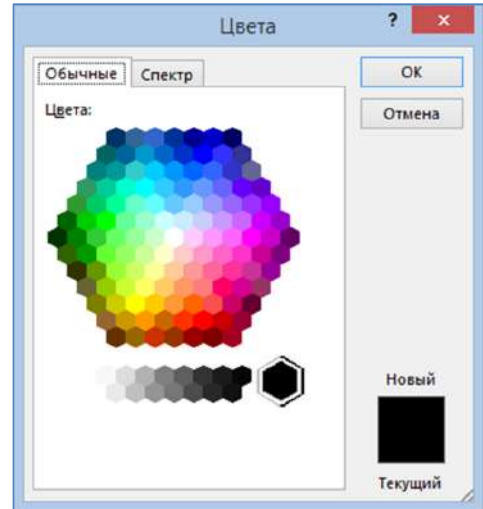 Цвета
?
×
Обычные
Спектр
Цвета:
ОК
Отмена
Новый
Текущий